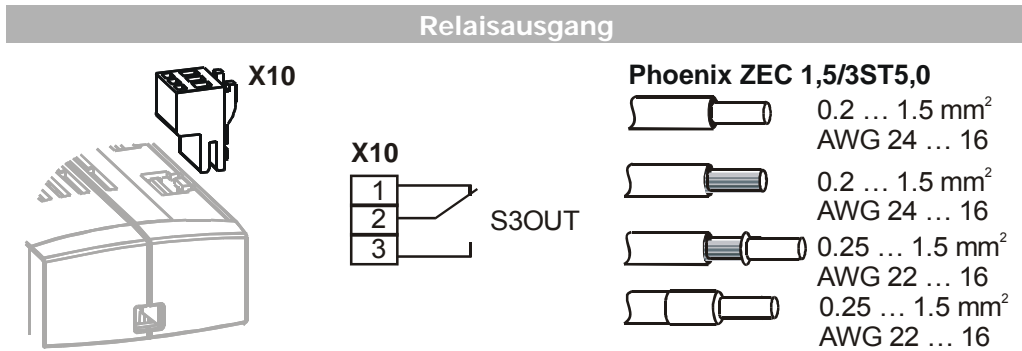 Relaisausgang
X10
X10
1
2
3
S3OUT
Phoenix ZEC 1,5/3ST5,0
0.2 … 1.5 mm²
AWG 24 … 16
0.2 … 1.5 mm²
AWG 24 … 16
0.25 … 1.5 mm²
AWG 22 … 16
0.25 … 1.5 mm²
AWG 22 … 16